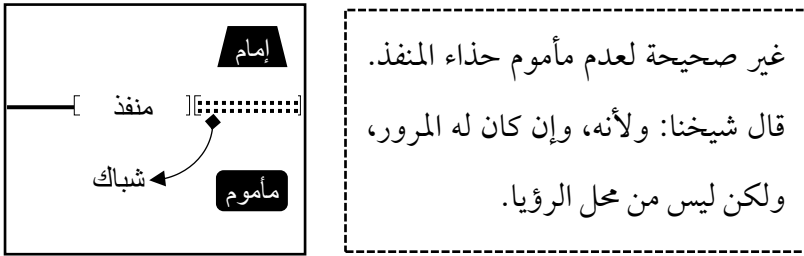 غير صحيحة لعدم مأموم حذاء المنفذ.
قال شيخنا: ولأنه، وإن كان له المرور،
ولكن ليس من محل الرؤيا.
إمام
منفذ
شباك
مأموم